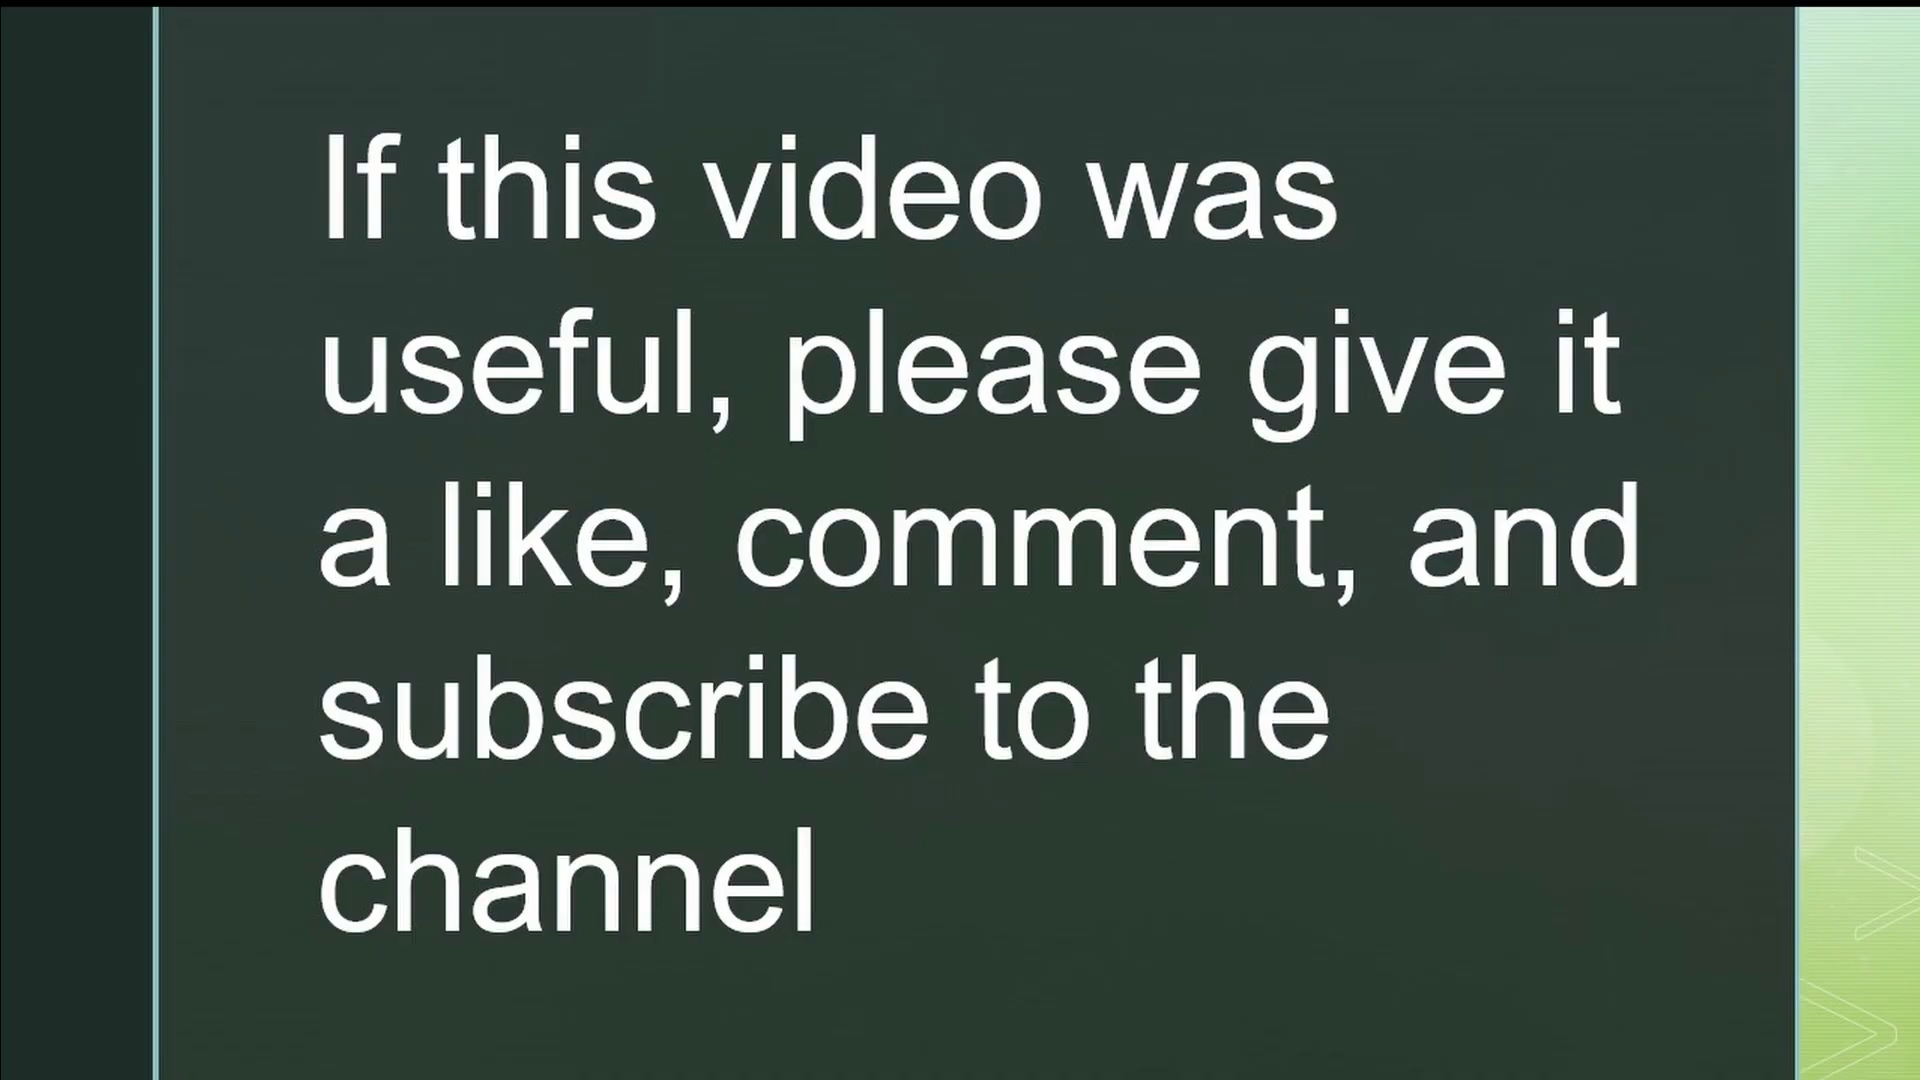 If this video was
useful, please give it
a like, comment, and
subscribe to the
channel